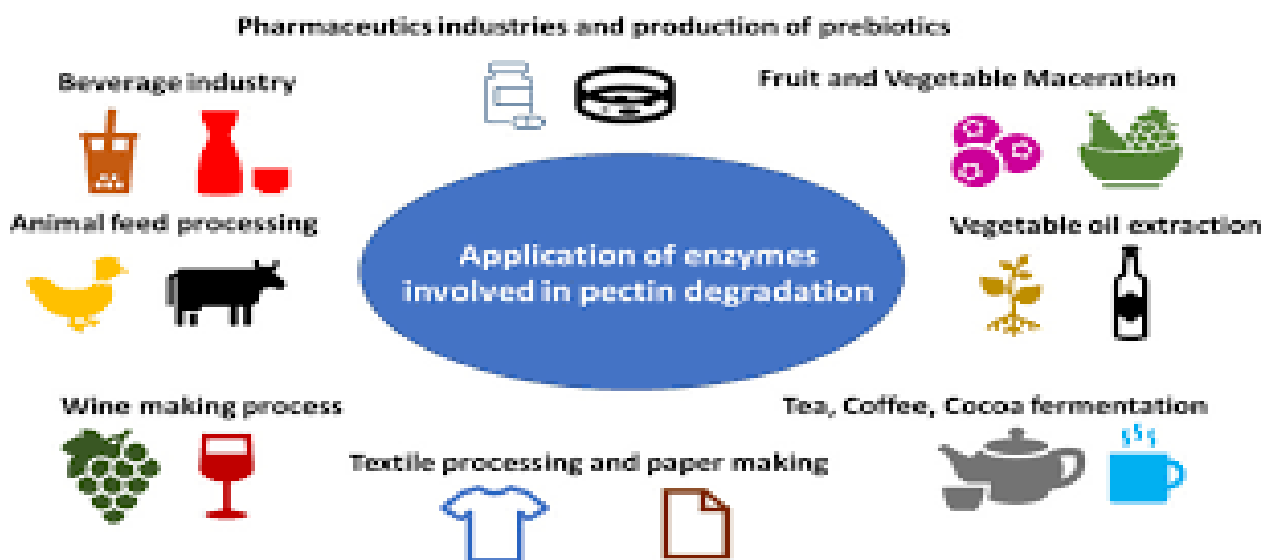 Pharmaceutics industries and production of prebiotics
Beverage industry
Fruit and Vegetable Maceration
Animal feed processing
Vegetable oil extraction
Application of enzymes
involved in pectin degradation
Wine making process
Tea, Coffee, Cocoa fermentation
Textile processing and paper making